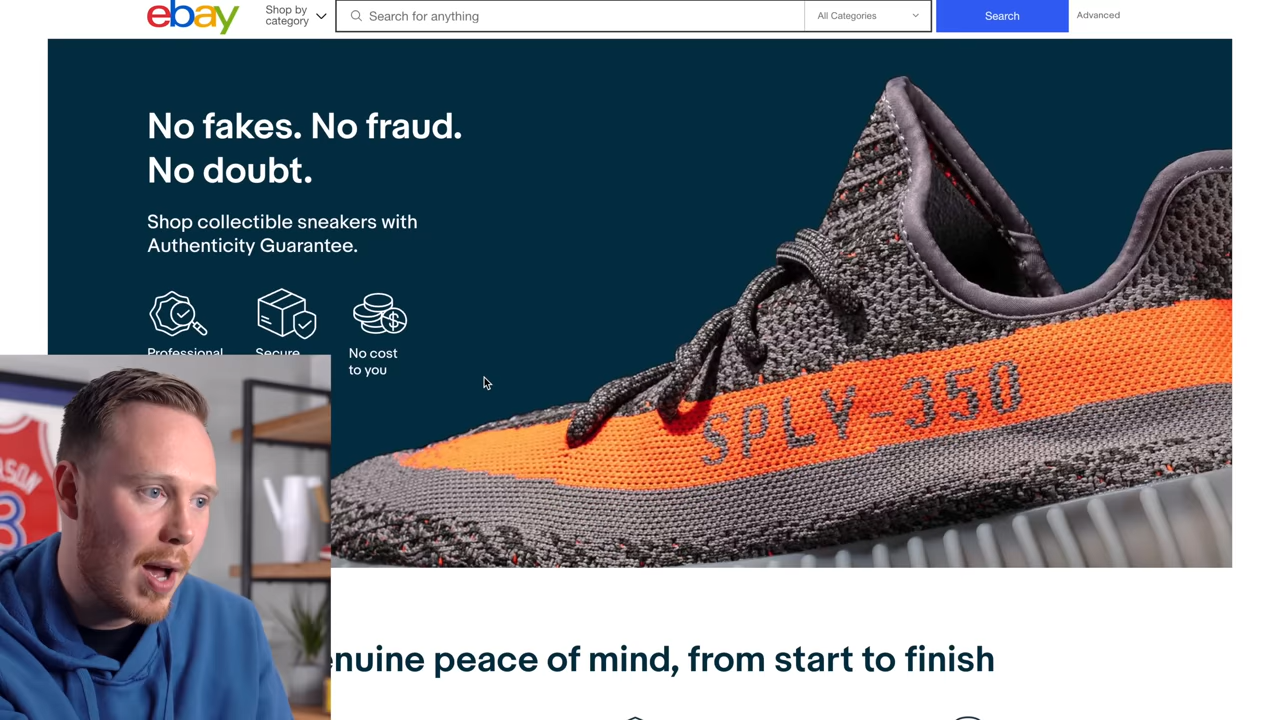 ebay
Shop by
category
Search for anything
All Categories
Search
Advanced
No fakes. No fraud.
No doubt.
Shop collectible sneakers with
Authenticity Guarantee.
Professional
Secure
No cost
to you
SPLY-350
peace of mind, from start to finish